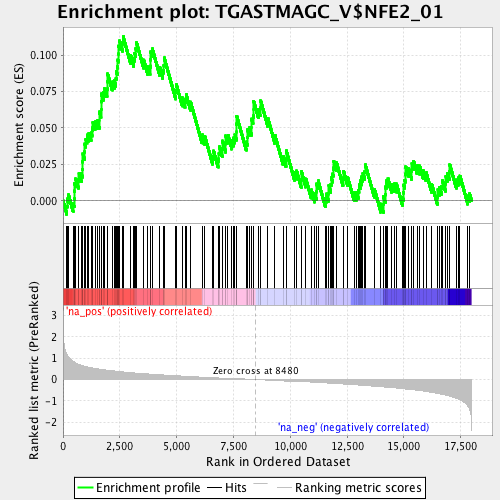 Enrichment plot: TGASTMAGC_V$NFE2_01
Enrichment score (ES)
0.100
0.075
0.050
0.025
0.000
'na_pos' (positively correlated)
Ranked list metric (PreRanked)
3
2
1
0
-1
-2
Zero cross at 8480
'na_neg' (negatively correlated)
0
2,500
5,000
7,500
10,000
12,500
15,000
17,500
Rank in Ordered Dataset
Enrichment profile
Hits
Ranking metric scores